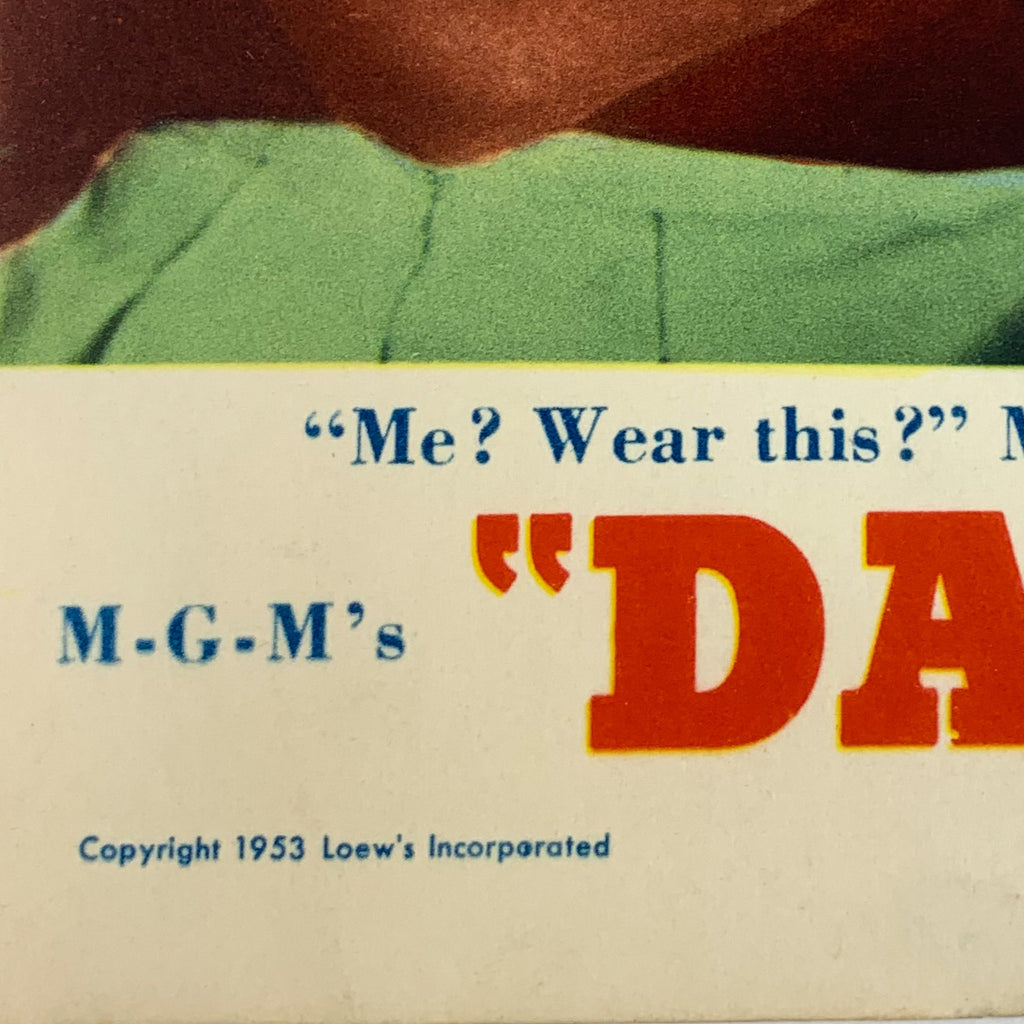 “Me? Wear this?” M
M-G-M’s “DA
Copyright 1953 Loew's Incorporated